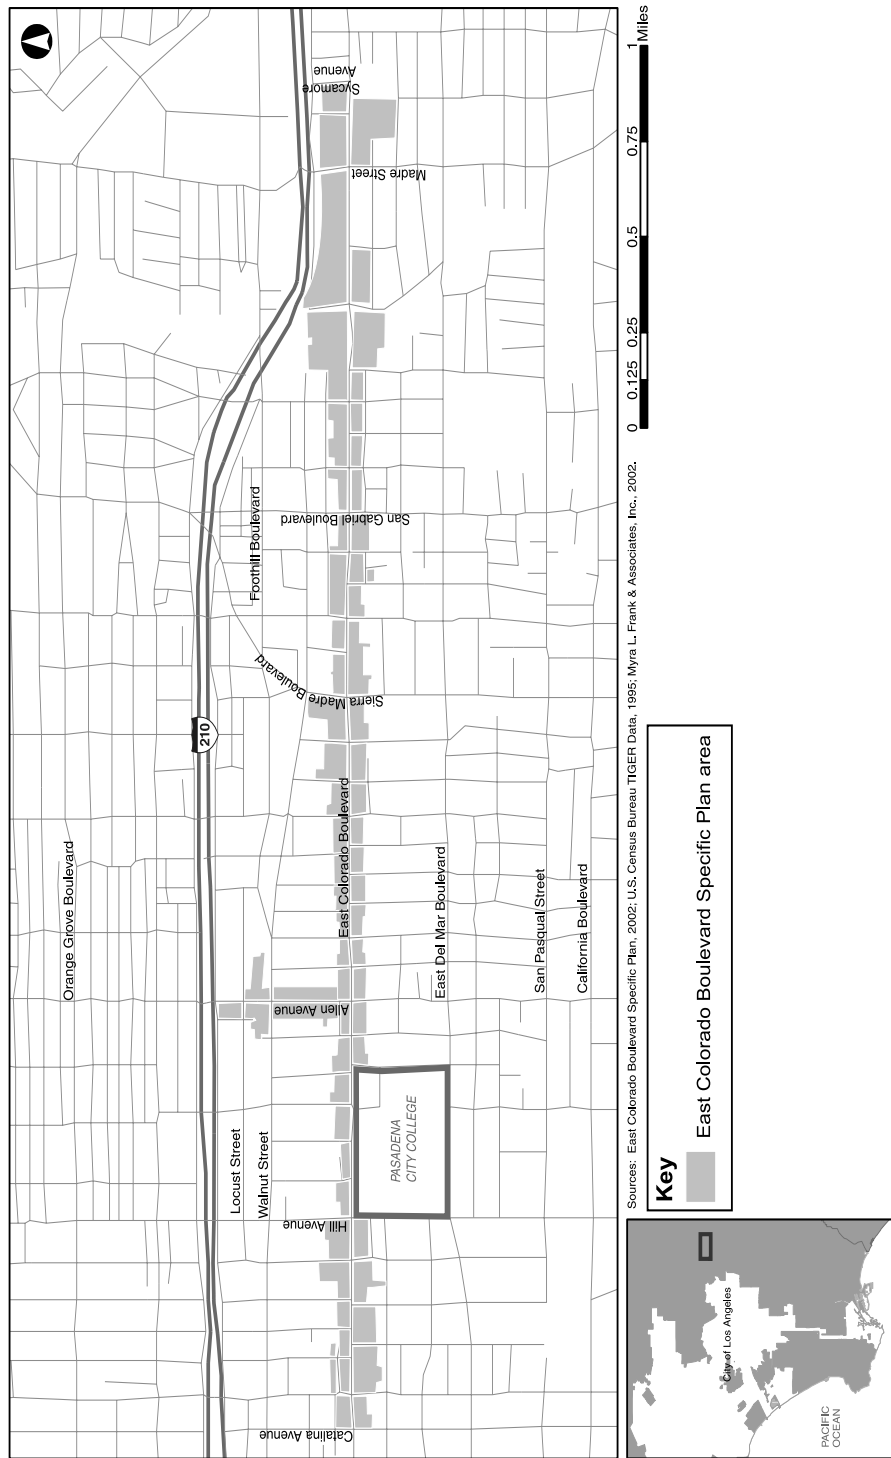 Orange Grove Boulevard
210
Foothill Boulevard
Locust Street
Walnut Street
Sierra Madre Boulevard
San Gabriel Boulevard
Madre Street
Sycamore
Avenue
Catalina Avenue
Hill Avenue
Allen Avenue
East Colorado Boulevard
PASADENA
CITY COLLEGE
East Del Mar Boulevard
San Pasqual Street
California Boulevard
Sources: East Colorado Boulevard Specific Plan, 2002; U.S. Census Bureau TIGER Data, 1995; Myra L. Frank & Associates, Inc., 2002.
0 0.125 0.25 0.5 0.75 1
Miles
Key
East Colorado Boulevard Specific Plan area
City of Los Angeles
PACIFIC
OCEAN